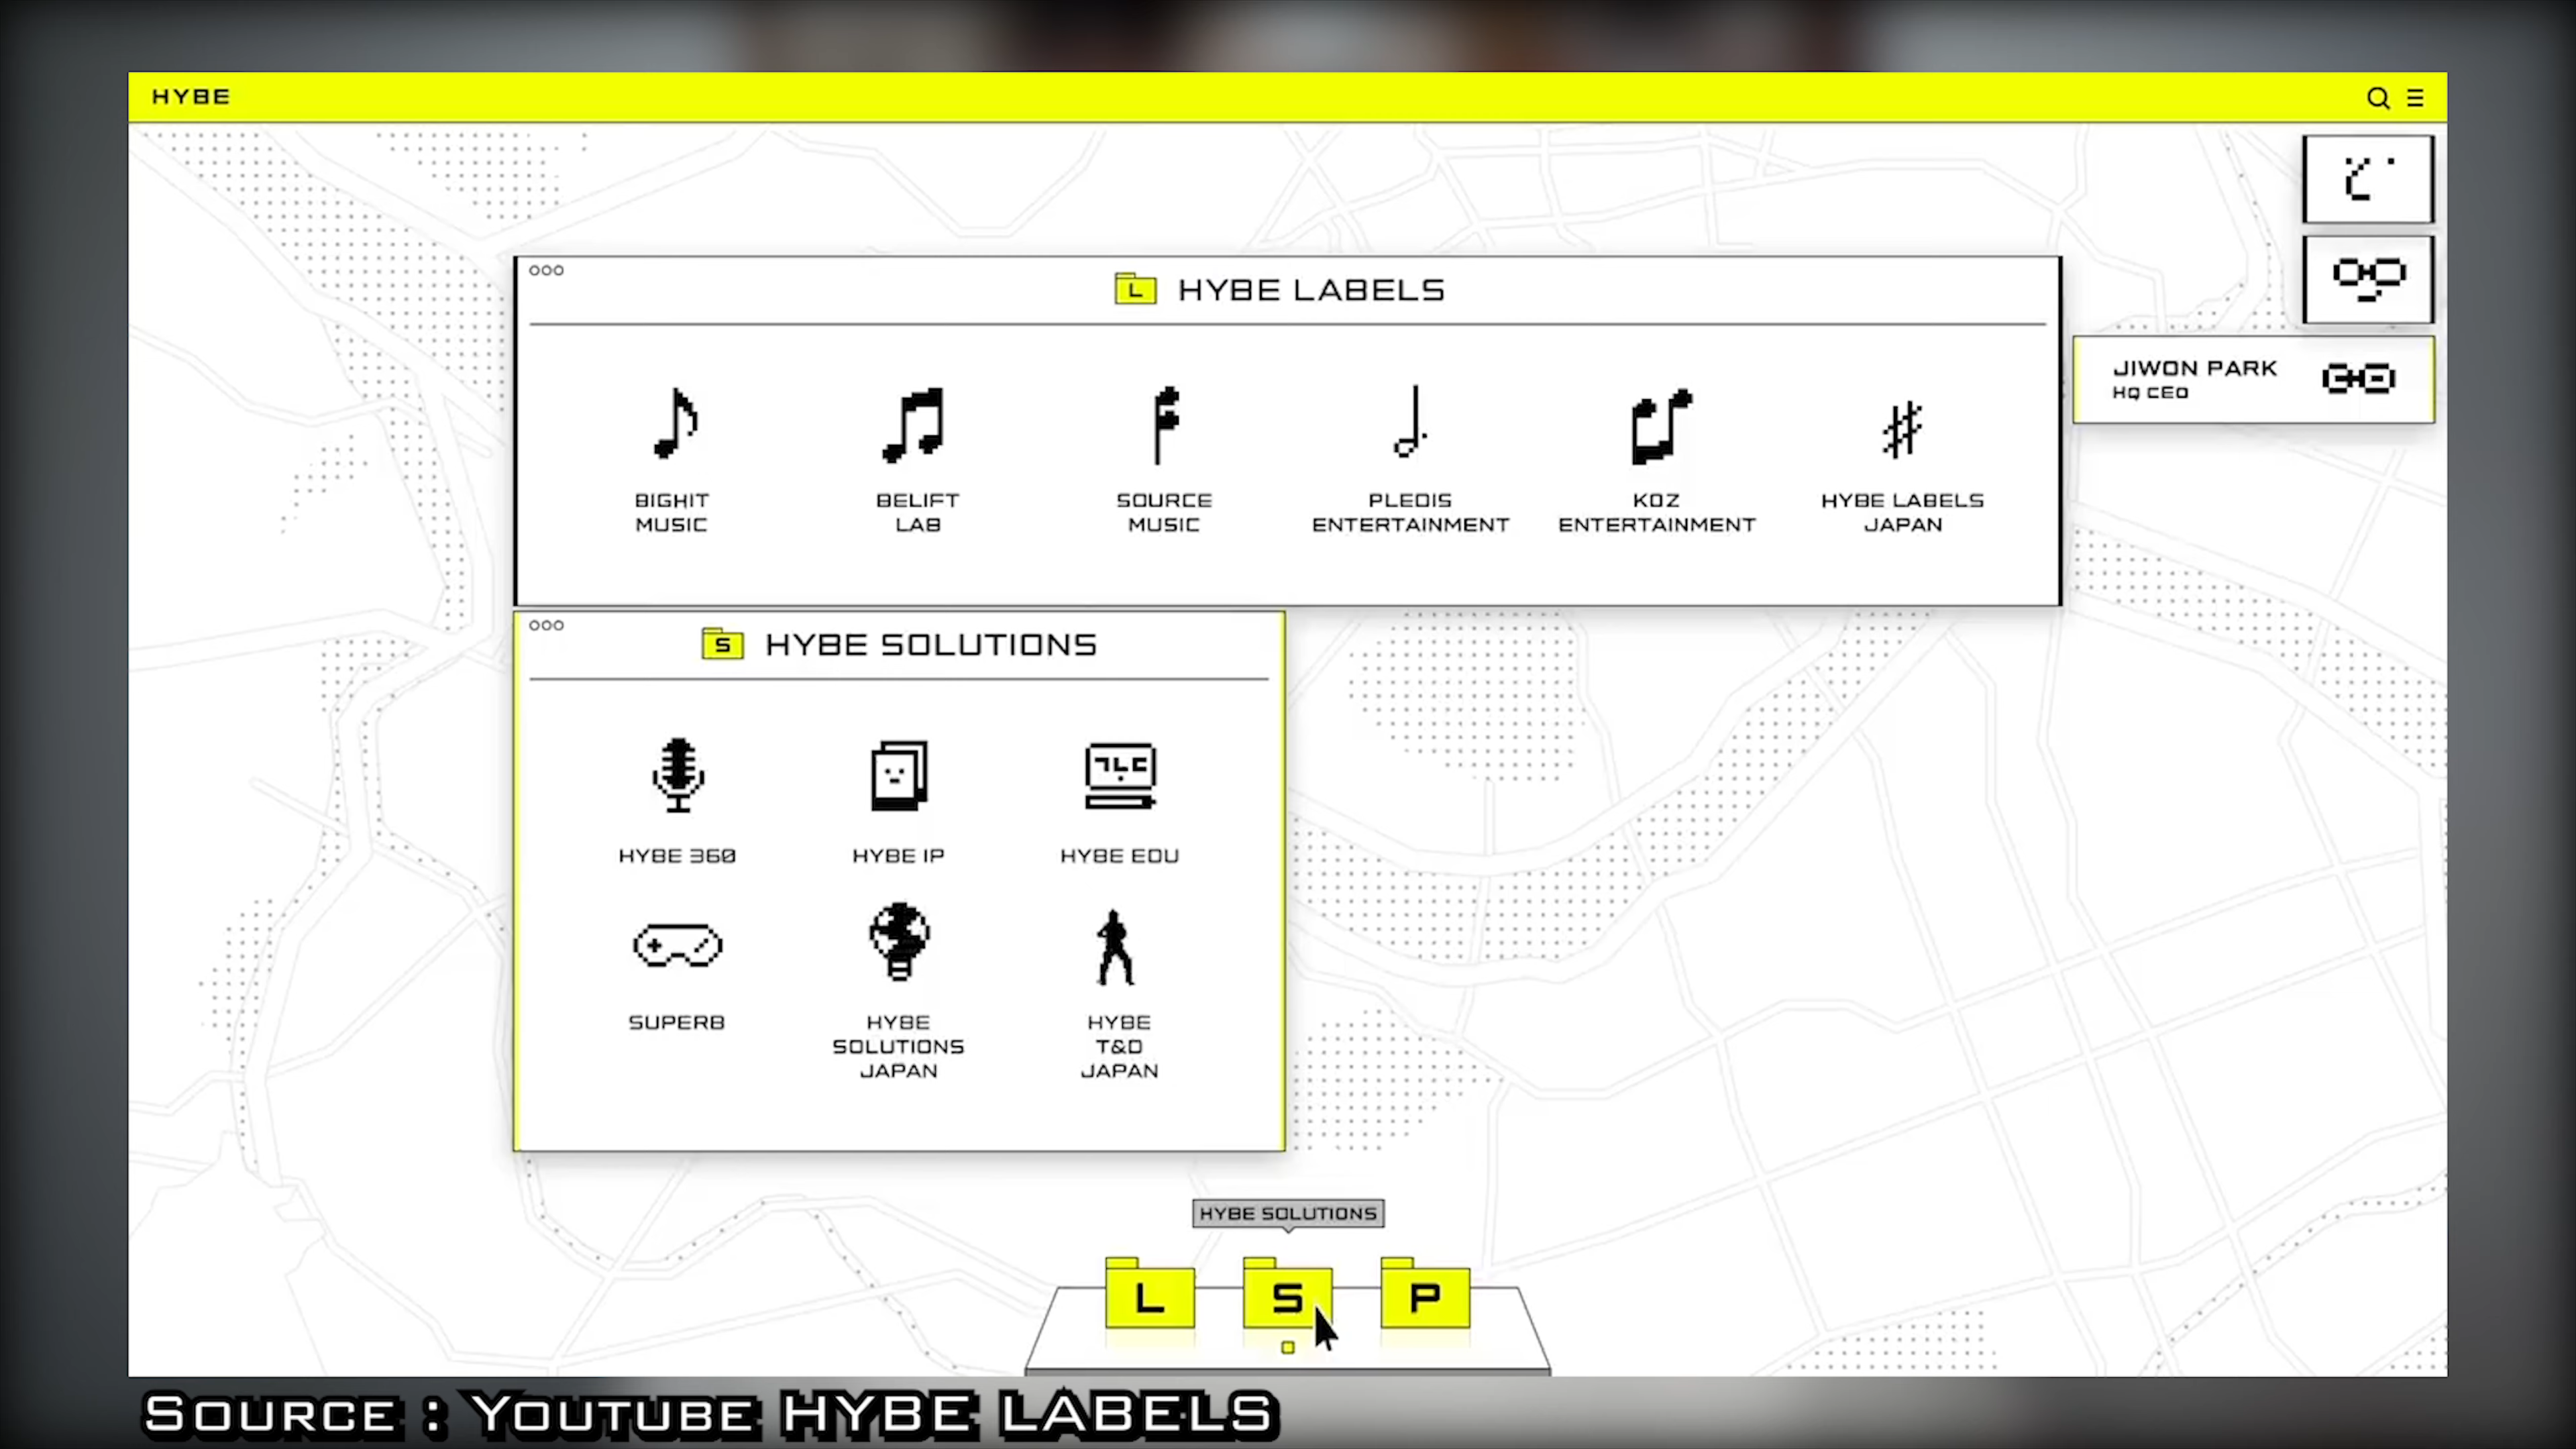 HYBE
JIWON PARK
HQ CEO
L HYBE LABELS
BIGHIT
MUSIC
BELIFT
LAB
SOURCE
MUSIC
PLEDIS
ENTERTAINMENT
KOZ
ENTERTAINMENT
HYBE LABELS
JAPAN
S HYBE SOLUTIONS
HYBE 360
HYBE IP
HYBE EDU
SUPERB
HYBE
SOLUTIONS
JAPAN
HYBE
T&D
JAPAN
HYBE SOLUTIONS
L S P
SOURCE : YOUTUBE HYBE LABELS